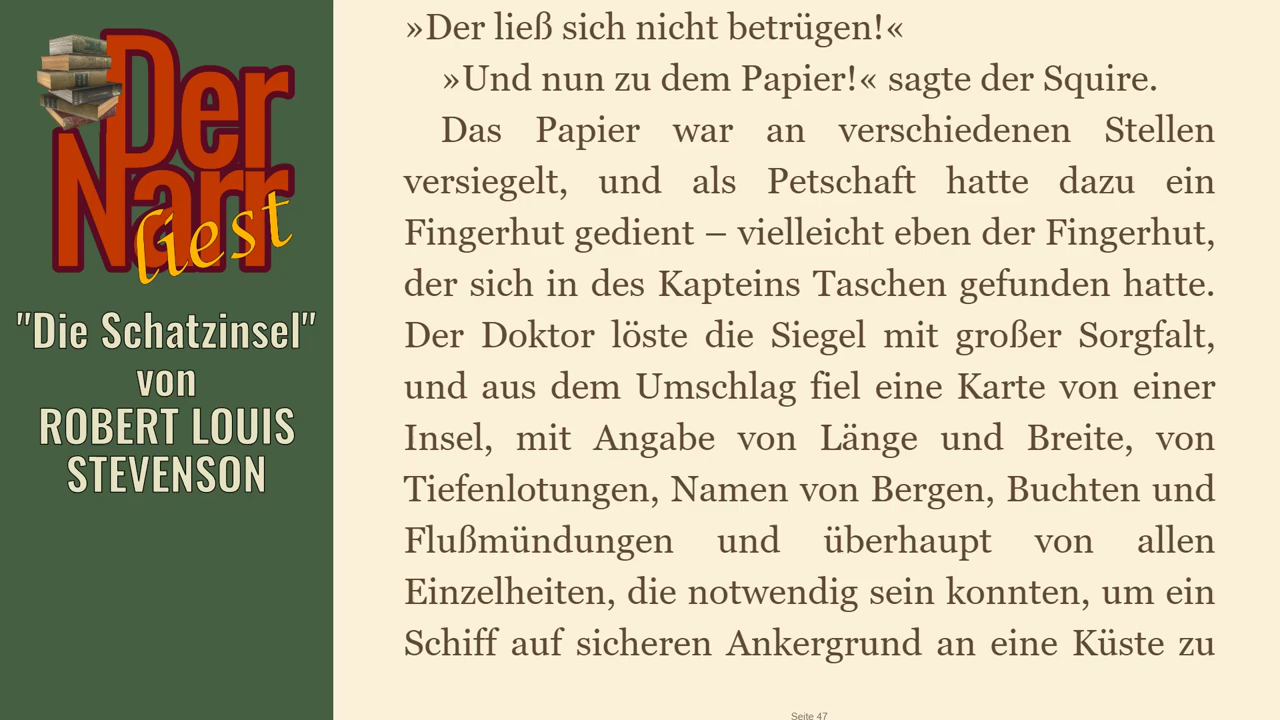 Der
Narr
liest
"Die Schatzinsel"
von
ROBERT LOUIS
STEVENSON
»Der ließ sich nicht betrügen!«
»Und nun zu dem Papier!« sagte der Squire.
Das Papier war an verschiedenen Stellen
versiegelt, und als Petschaft hatte dazu ein
Fingerhut gedient – vielleicht eben der Fingerhut,
der sich in des Kapteins Taschen gefunden hatte.
Der Doktor löste die Siegel mit großer Sorgfalt,
und aus dem Umschlag fiel eine Karte von einer
Insel, mit Angabe von Länge und Breite, von
Tiefenlotungen, Namen von Bergen, Buchten und
Flußmündungen und überhaupt von allen
Einzelheiten, die notwendig sein konnten, um ein
Schiff auf sicheren Ankergrund an eine Küste zu
Seite 47